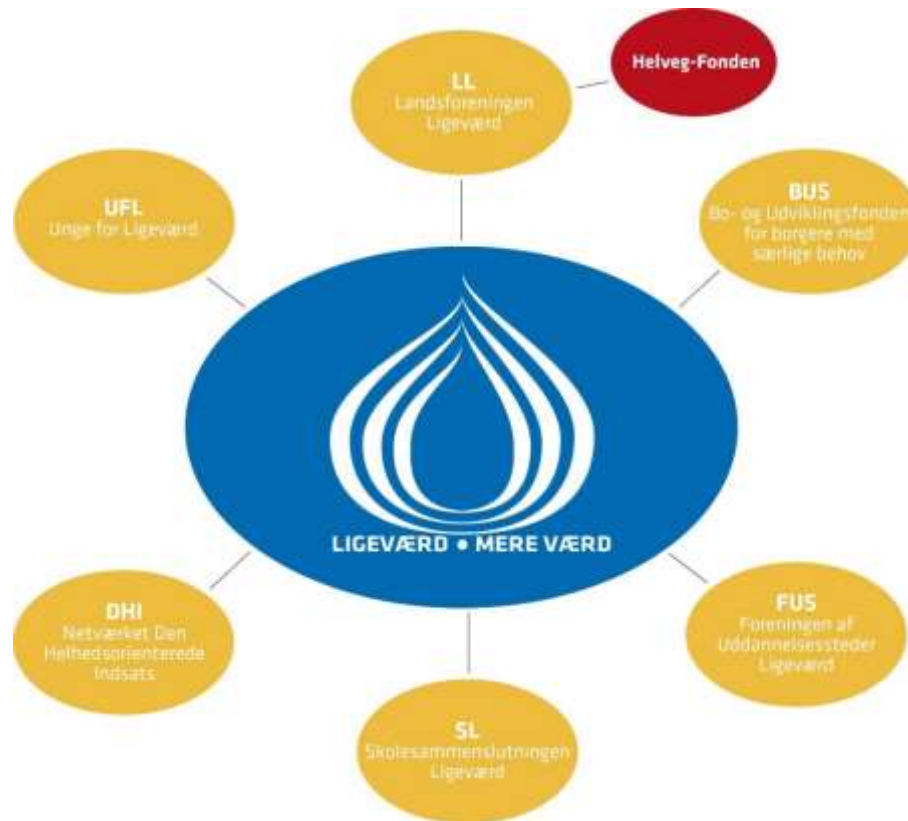 Helveg-Fonden
LL
Landsforeningen
Ligeværd
UFL
Unge for Ligeværd
BUS
Bo- og Udviklingsfonden
for borgere med
særlige behov
LIGEVÆRD • MERE VÆRD
DHI
Netværket Den
Helhedsorienterede
Indsats
FUS
Foreningen af
Uddannelsessteder
Ligeværd
SL
Skolesammenslutningen
Ligeværd